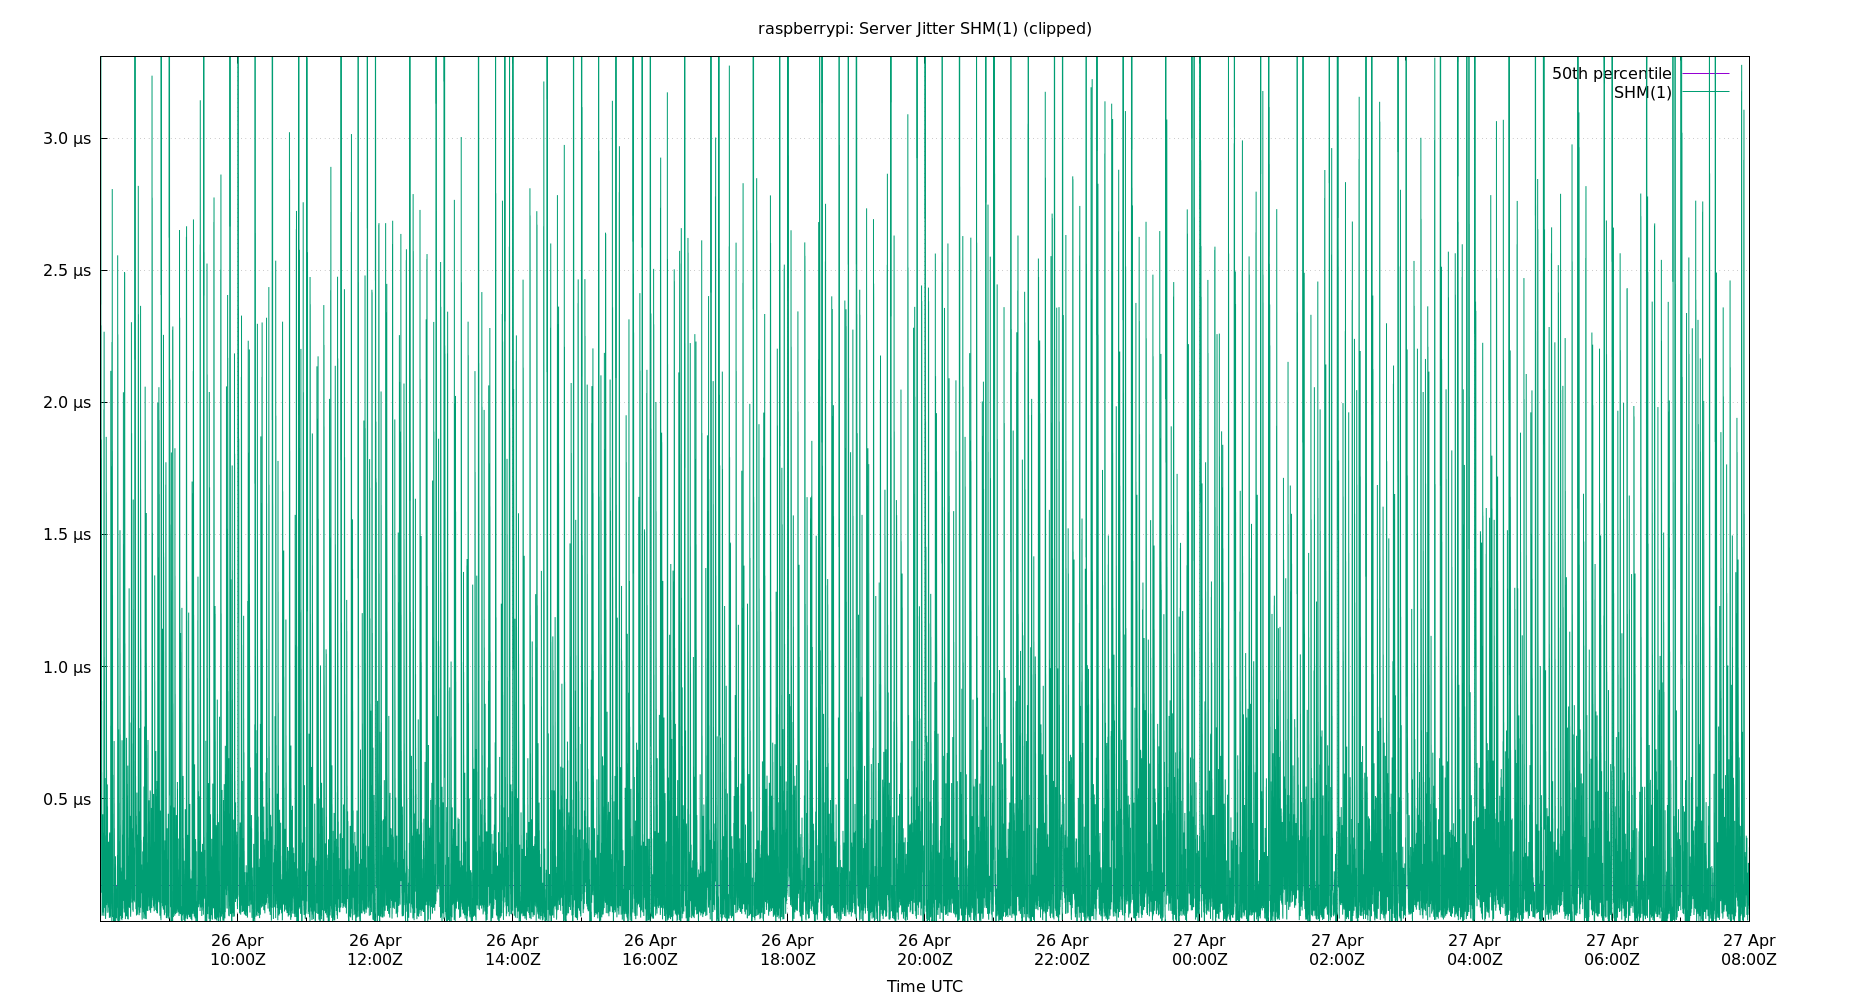 raspberrypi: Server Jitter SHM(1) (clipped)
50th percentile
SHM(1)
3.0 µs
2.5 µs
2.0 µs
1.5 µs
1.0 µs
0.5 µs
26 Apr 26 Apr 26 Apr 26 Apr 26 Apr 26 Apr 26 Apr 27 Apr 27 Apr 27 Apr 27 Apr 27 Apr
10:00Z 12:00Z 14:00Z 16:00Z 18:00Z 20:00Z 22:00Z 00:00Z 02:00Z 04:00Z 06:00Z 08:00Z
Time UTC